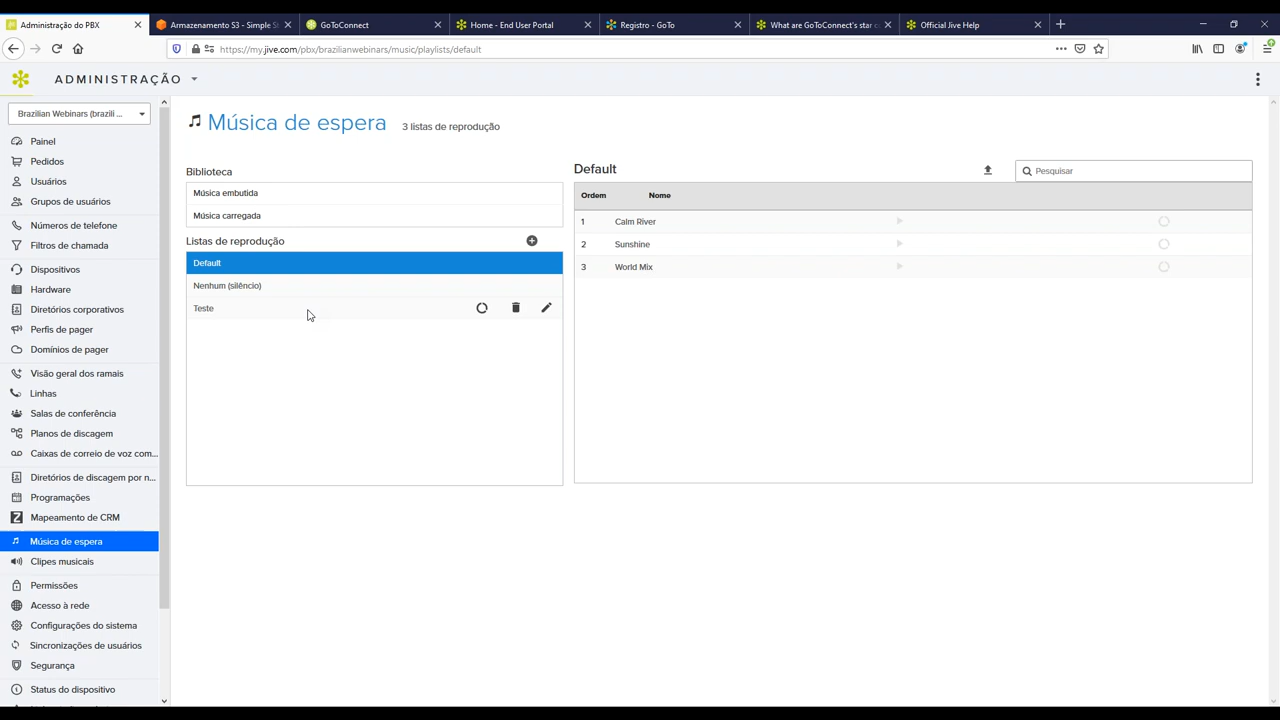 Administração do PBX
Armazenamento S3 - Simple S
GoToConnect
Home - End User Portal
Registro - GoTo
What are GoToConnect's star c
Official Jive Help
https://my.jive.com/pbx/brazilianwebinars/music/playlists/default
ADMINISTRAÇÃO
Brazilian Webinars (brazili ...
Painel
Pedidos
Usuários
Grupos de usuários
Números de telefone
Filtros de chamada
Dispositivos
Hardware
Diretórios corporativos
Perfis de pager
Domínios de pager
Visão geral dos ramais
Linhas
Salas de conferência
Planos de discagem
Caixas de correio de voz com...
Diretórios de discagem por n...
Programações
Mapeamento de CRM
Música de espera
Clipes musicais
Permissões
Acesso à rede
Configurações do sistema
Sincronizações de usuários
Segurança
Status do dispositivo
Música de espera 3 listas de reprodução
Biblioteca
Música embutida
Música carregada
Listas de reprodução
Default
Nenhum (silêncio)
Teste
Default
Pesquisar
Ordem Nome
1 Calm River
2 Sunshine
3 World Mix